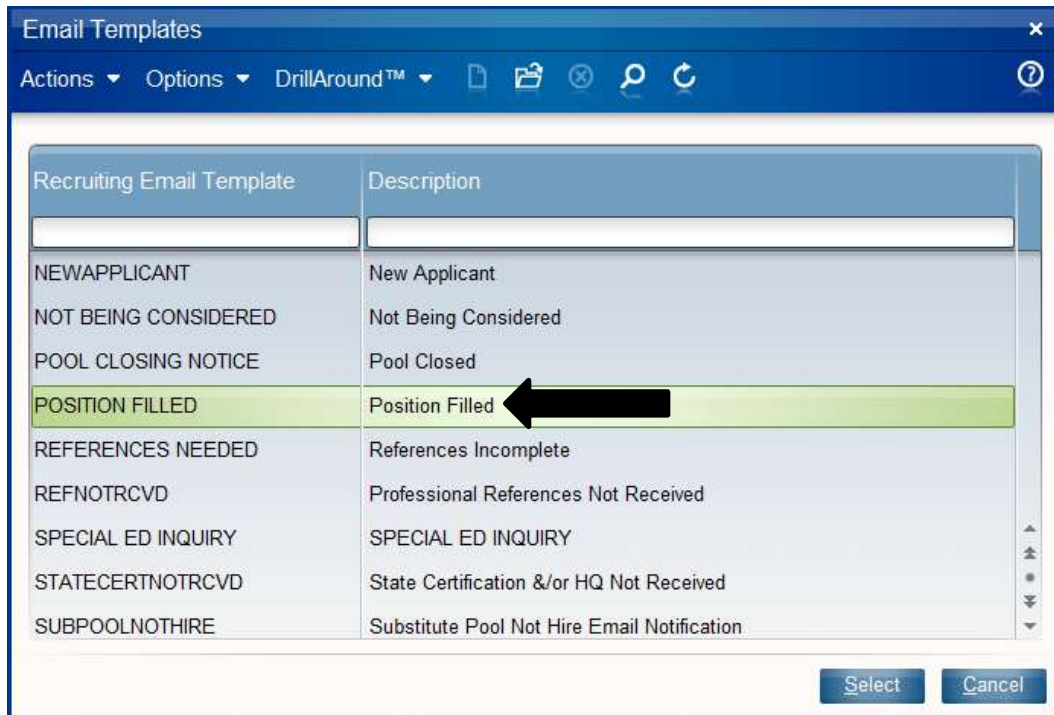 Email Templates
Actions Options DrillAround™
Recruiting Email Template Description
NEWAPPLICANT New Applicant
NOT BEING CONSIDERED Not Being Considered
POOL CLOSING NOTICE Pool Closed
POSITION FILLED Position Filled
REFERENCES NEEDED References Incomplete
REFNOTRCVD Professional References Not Received
SPECIAL ED INQUIRY SPECIAL ED INQUIRY
STATECERTNOTRCVD State Certification &/or HQ Not Received
SUBPOOLNOTHIRE Substitute Pool Not Hire Email Notification
Select Cancel